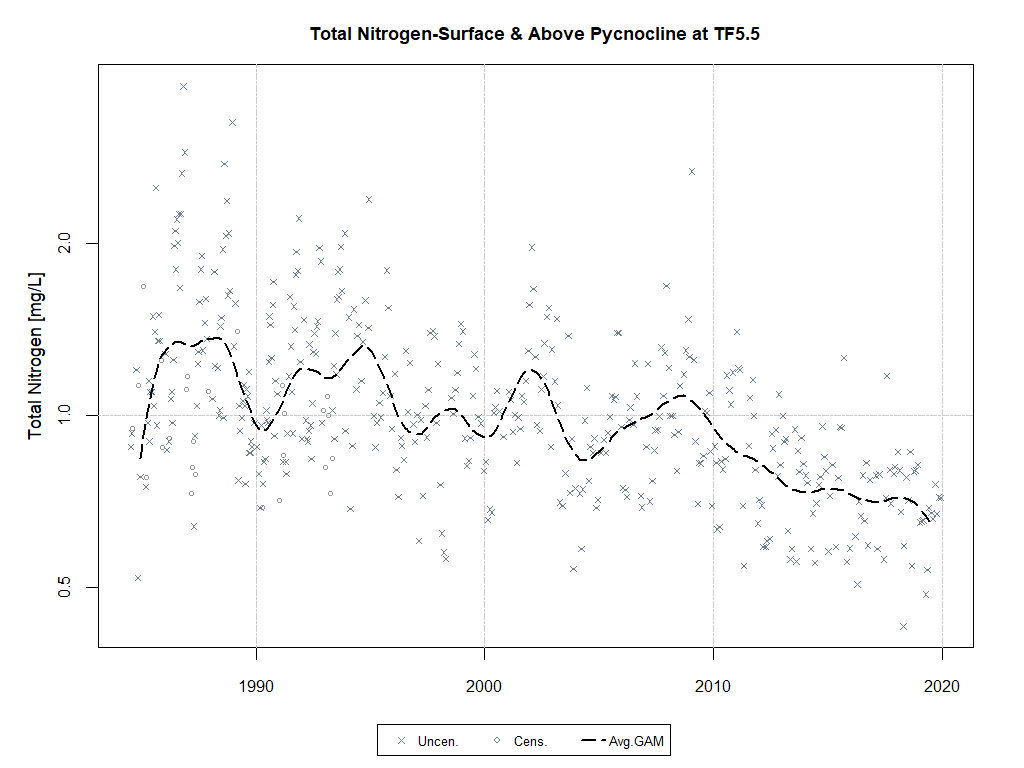 Total Nitrogen-Surface & Above Pycnocline at TF5.5
Total Nitrogen [mg/L]
2.0
1.0
0.5
1990 2000 2010 2020
Uncen. Cens. Avg.GAM